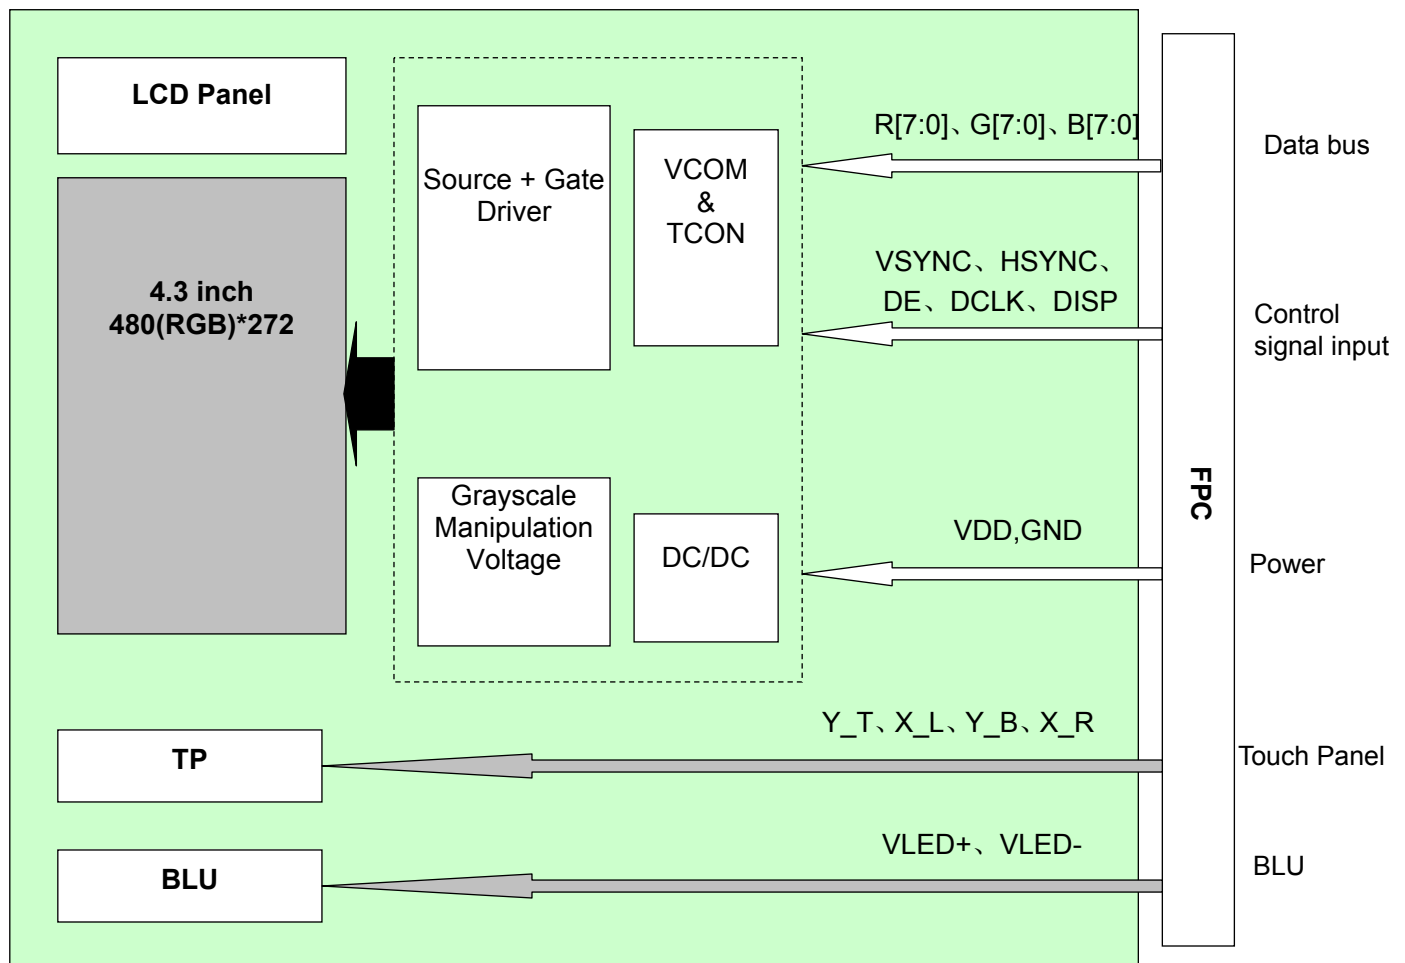 LCD Panel
4.3 inch
480(RGB)*272
Source + Gate
Driver
VCOM
&
TCON
Grayscale
Manipulation
Voltage
DC/DC
R[7:0]、G[7:0]、B[7:0]
Data bus
VSYNC、HSYNC、
DE、DCLK、DISP
Control
signal input
FPC
VDD,GND
Power
TP
Y_T、X_L、Y_B、X_R
Touch Panel
BLU
VLED+、VLED-
BLU